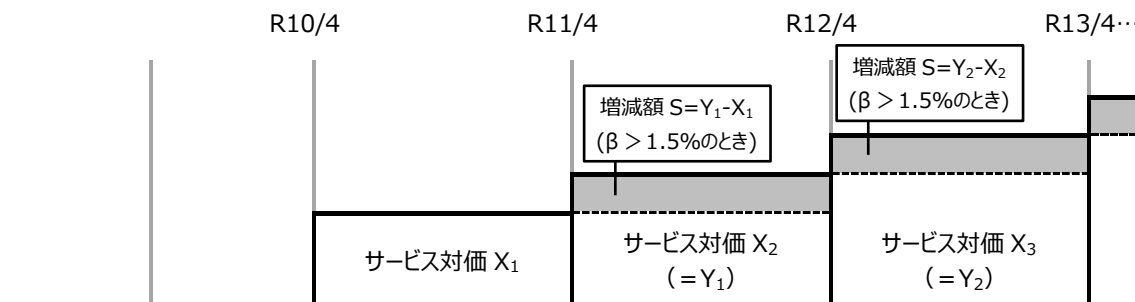 R10/4 R11/4 R12/4 R13/4…
増減額 S=Y₂-X₂
(β＞1.5%のとき)
増減額 S=Y₁-X₁
(β＞1.5%のとき)
サービス対価 X₁
サービス対価 X₂
（＝Y₁）
サービス対価 X₃
（＝Y₂）